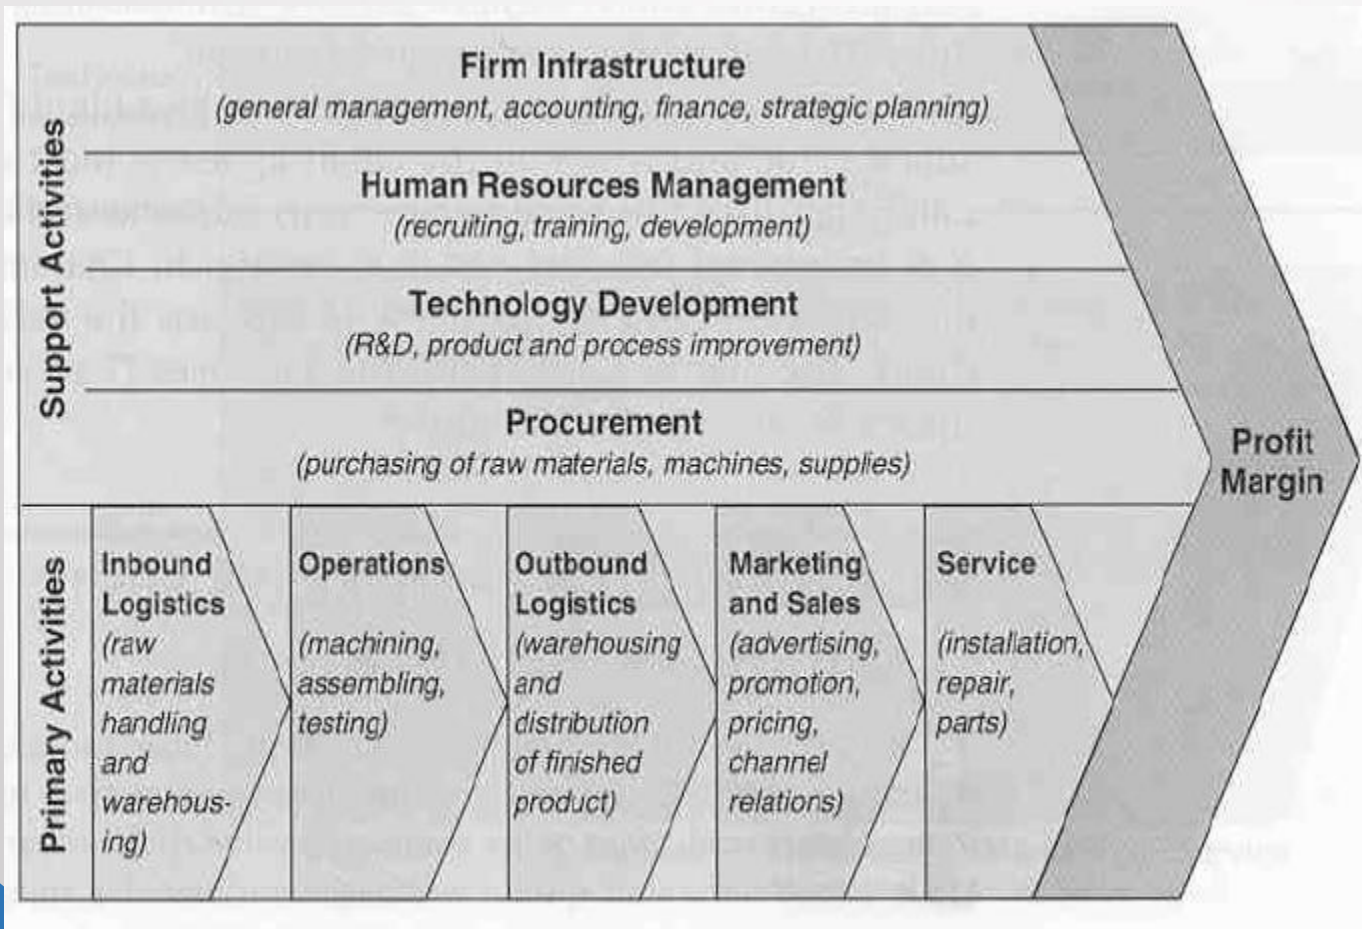 Support Activities
Firm Infrastructure
(general management, accounting, finance, strategic planning)
Human Resources Management
(recruiting, training, development)
Technology Development
(R&D, product and process improvement)
Procurement
(purchasing of raw materials, machines, supplies)
Profit
Margin
Primary Activities
Inbound
Logistics
(raw
materials
handling
and
warehous-
ing)
Operations
(machining,
assembling,
testing)
Outbound
Logistics
(warehousing
and
distribution
of finished
product)
Marketing
and Sales
(advertising,
promotion,
pricing,
channel
relations)
Service
(installation,
repair,
parts)